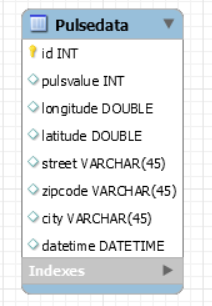 Pulsedata
id INT
pulsvalue INT
longitude DOUBLE
latitude DOUBLE
street VARCHAR(45)
zipcode VARCHAR(45)
city VARCHAR(45)
datetime DATETIME
Indexes